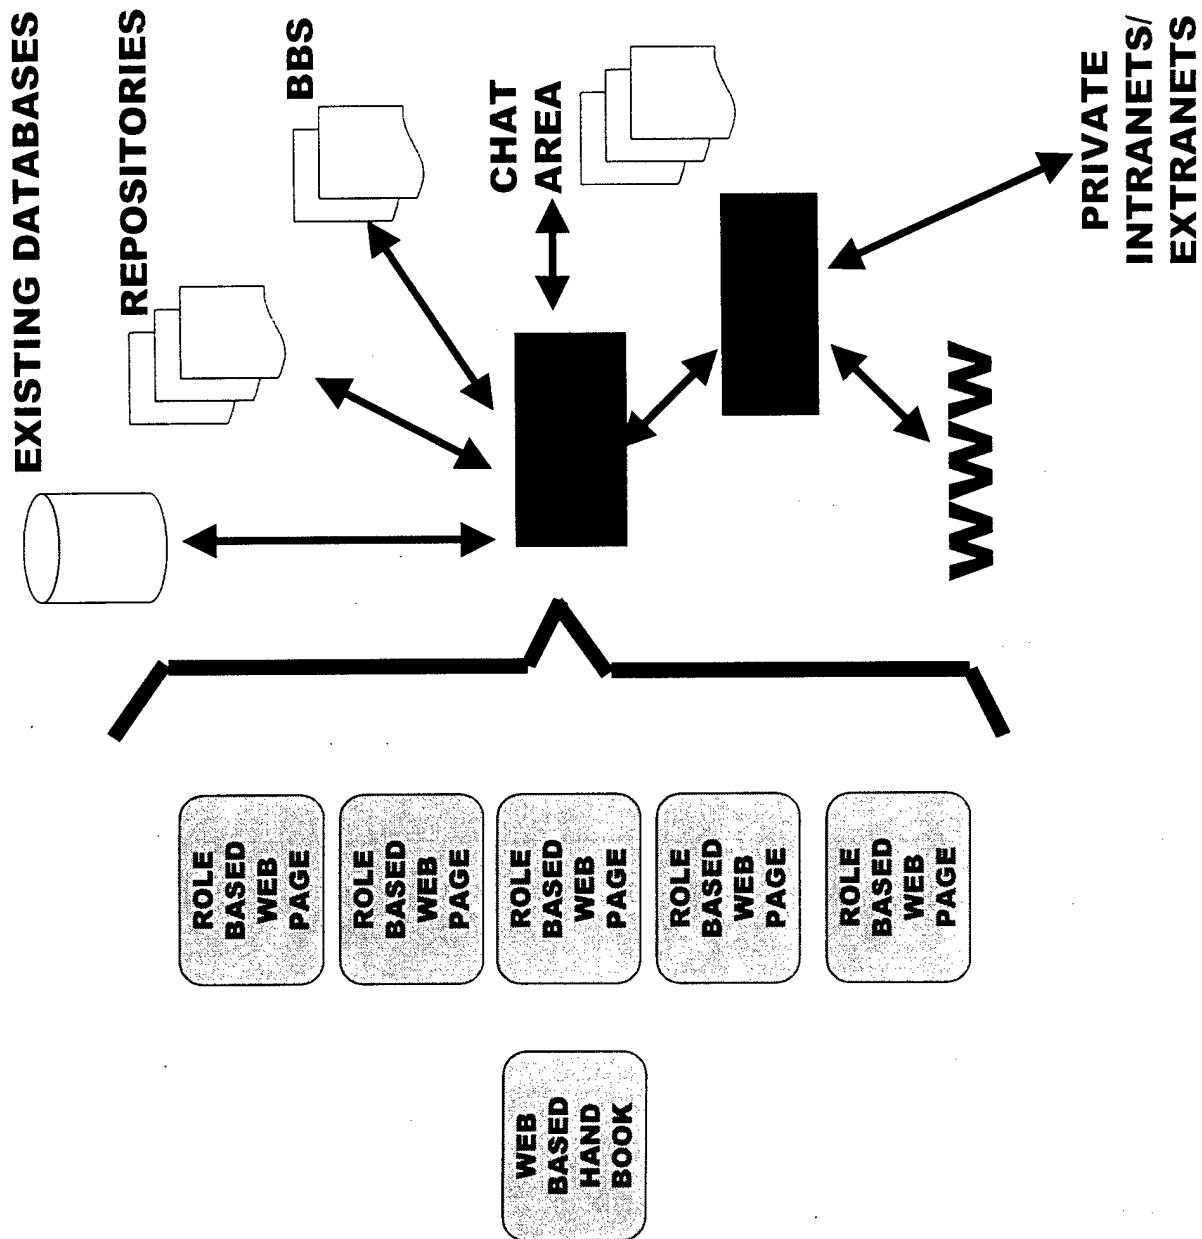 EXISTING DATABASES
REPOSITORIES
BBS
CHAT
AREA
WEB
BASED
HAND
BOOK
ROLE
BASED
WEB
PAGE
ROLE
BASED
WEB
PAGE
ROLE
BASED
WEB
PAGE
ROLE
BASED
WEB
PAGE
ROLE
BASED
WEB
PAGE
WWW
PRIVATE
INTRANETS/
EXTRANETS